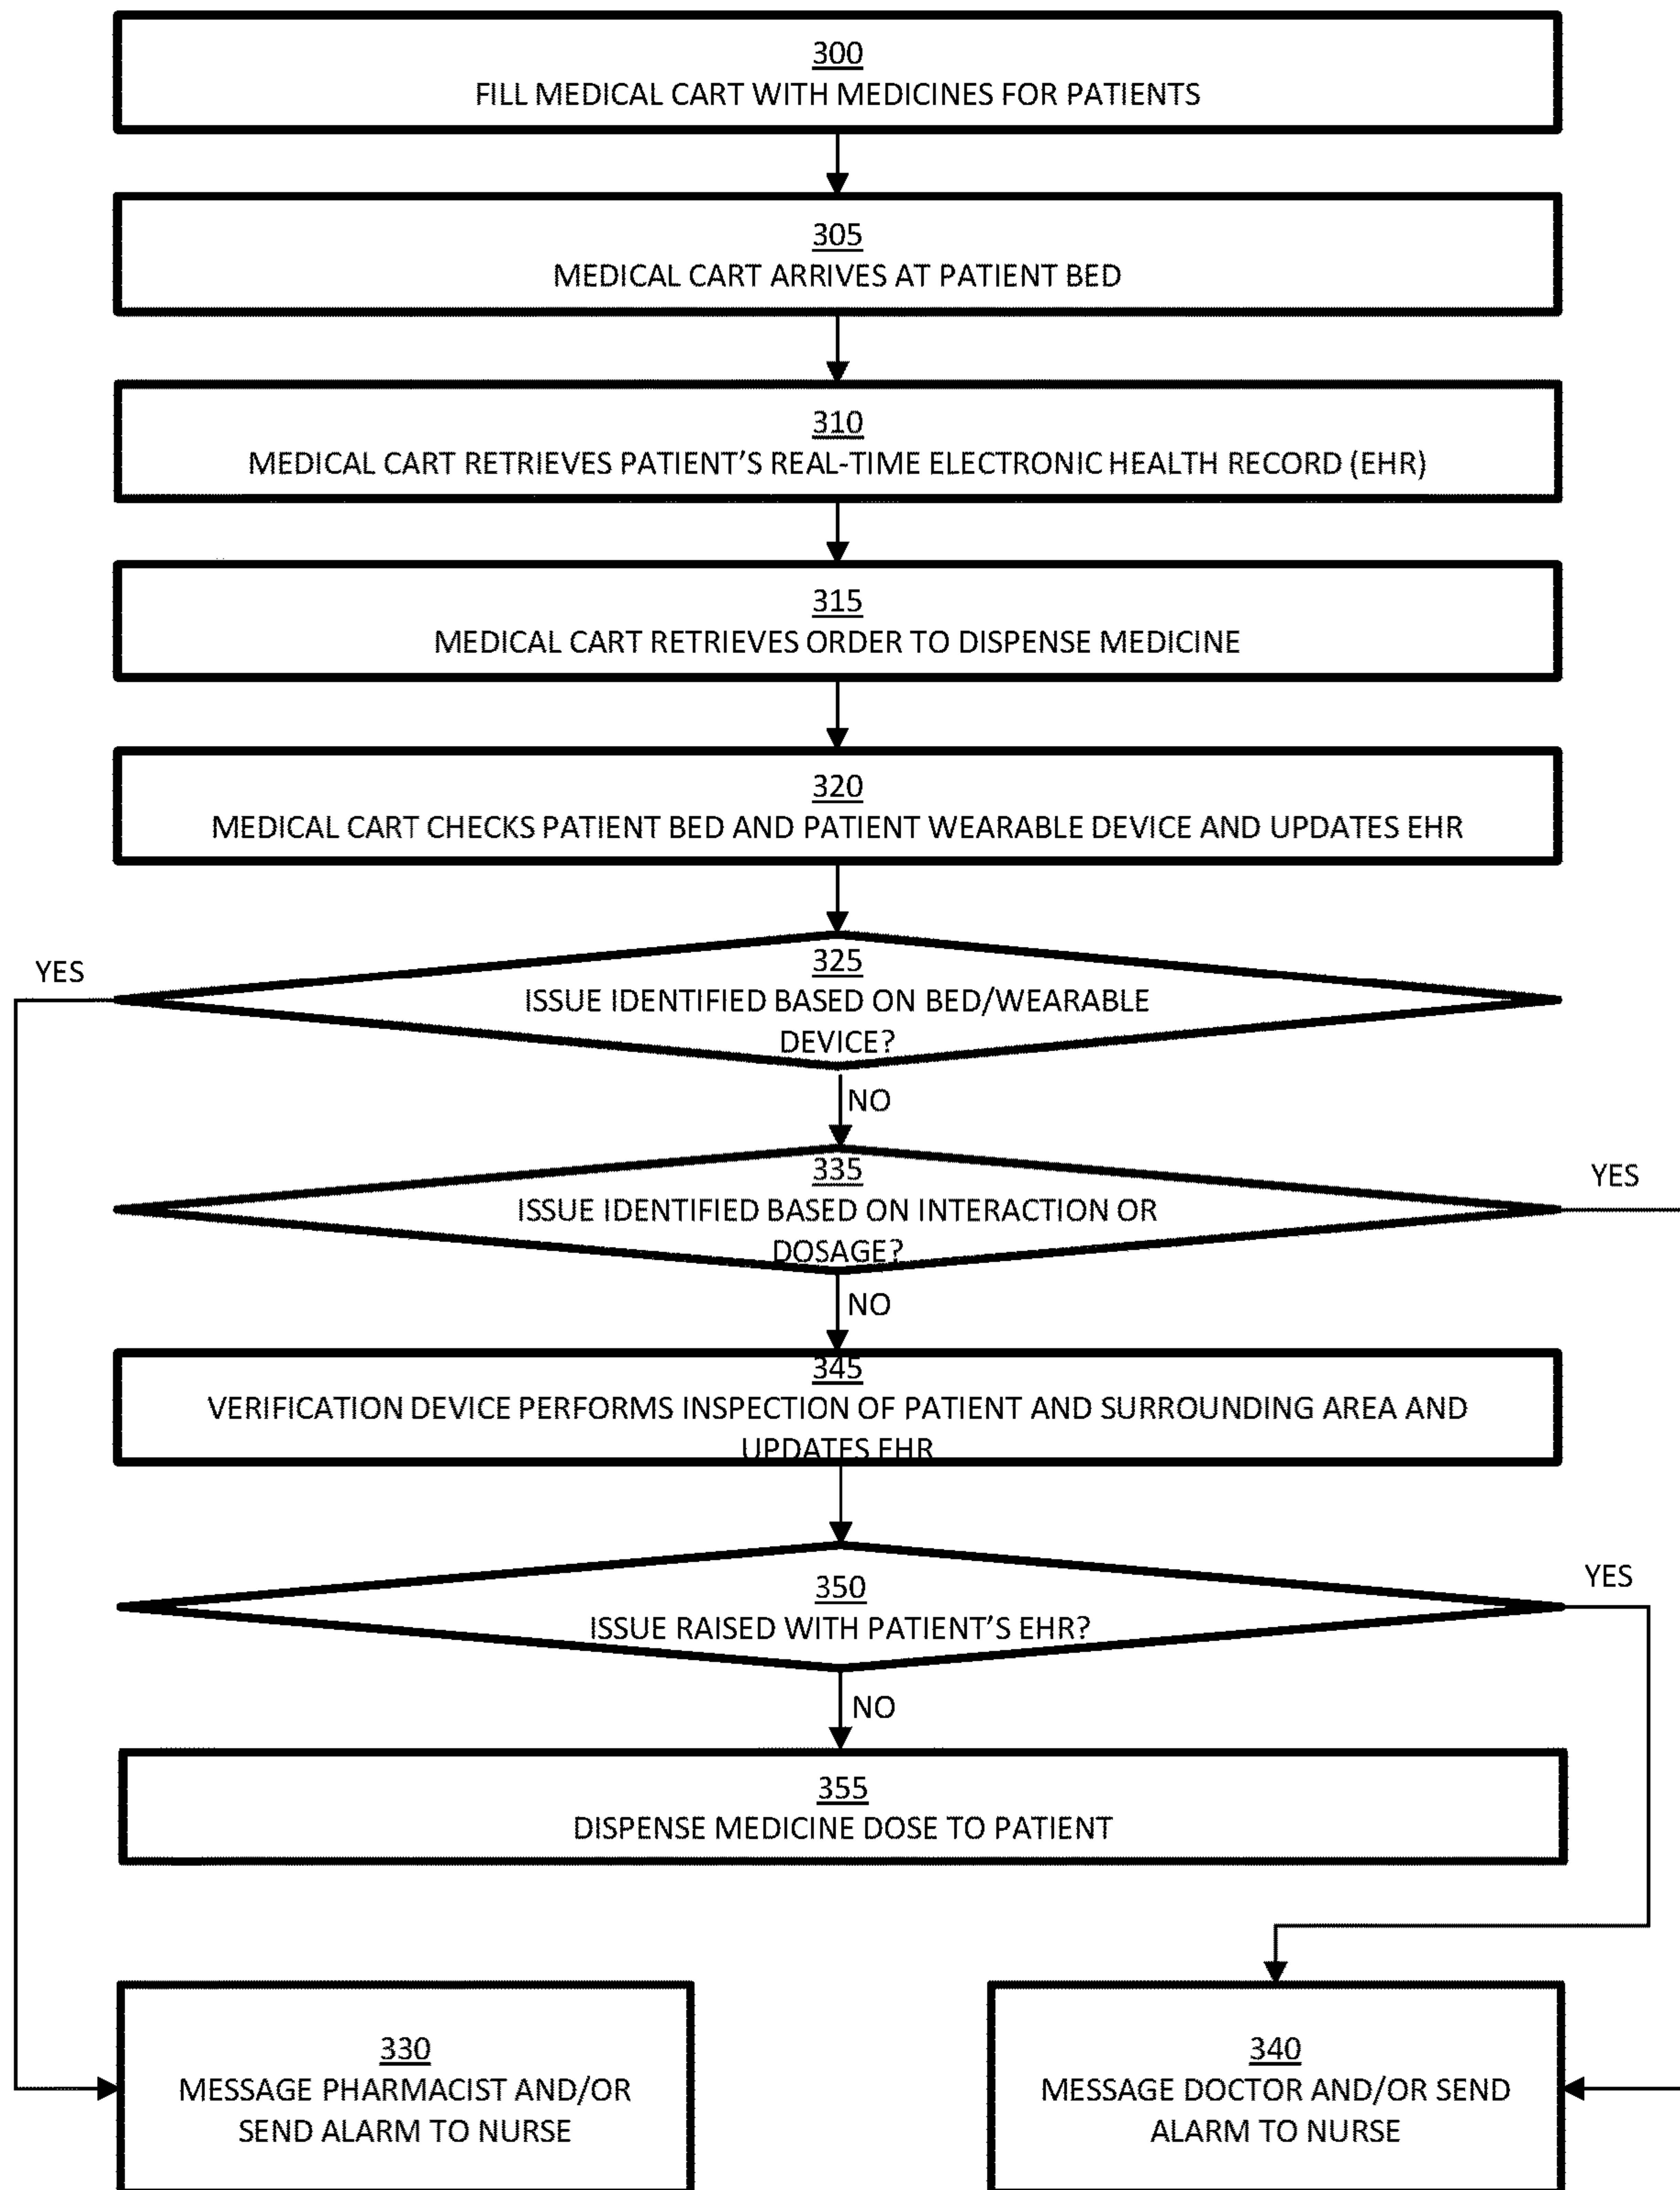 300
FILL MEDICAL CART WITH MEDICINES FOR PATIENTS
305
MEDICAL CART ARRIVES AT PATIENT BED
310
MEDICAL CART RETRIEVES PATIENT'S REAL-TIME ELECTRONIC HEALTH RECORD (EHR)
315
MEDICAL CART RETRIEVES ORDER TO DISPENSE MEDICINE
320
MEDICAL CART CHECKS PATIENT BED AND PATIENT WEARABLE DEVICE AND UPDATES EHR
YES
325
ISSUE IDENTIFIED BASED ON BED/WEARABLE
DEVICE?
NO
YES
335
ISSUE IDENTIFIED BASED ON INTERACTION OR
DOSAGE?
NO
345
VERIFICATION DEVICE PERFORMS INSPECTION OF PATIENT AND SURROUNDING AREA AND
UPDATES EHR
YES
350
ISSUE RAISED WITH PATIENT'S EHR?
NO
355
DISPENSE MEDICINE DOSE TO PATIENT
330
MESSAGE PHARMACIST AND/OR
SEND ALARM TO NURSE
340
MESSAGE DOCTOR AND/OR SEND
ALARM TO NURSE